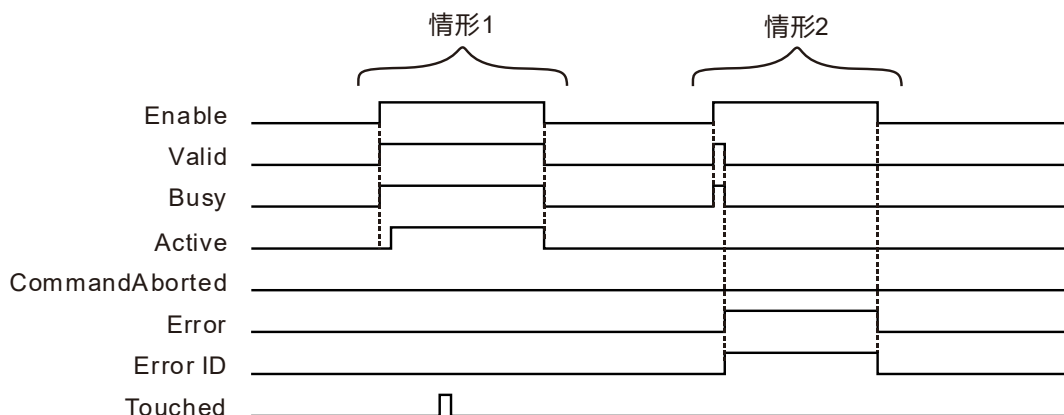 情形1 情形2
Enable
Valid
Busy
Active
CommandAborted
Error
Error ID
Touched